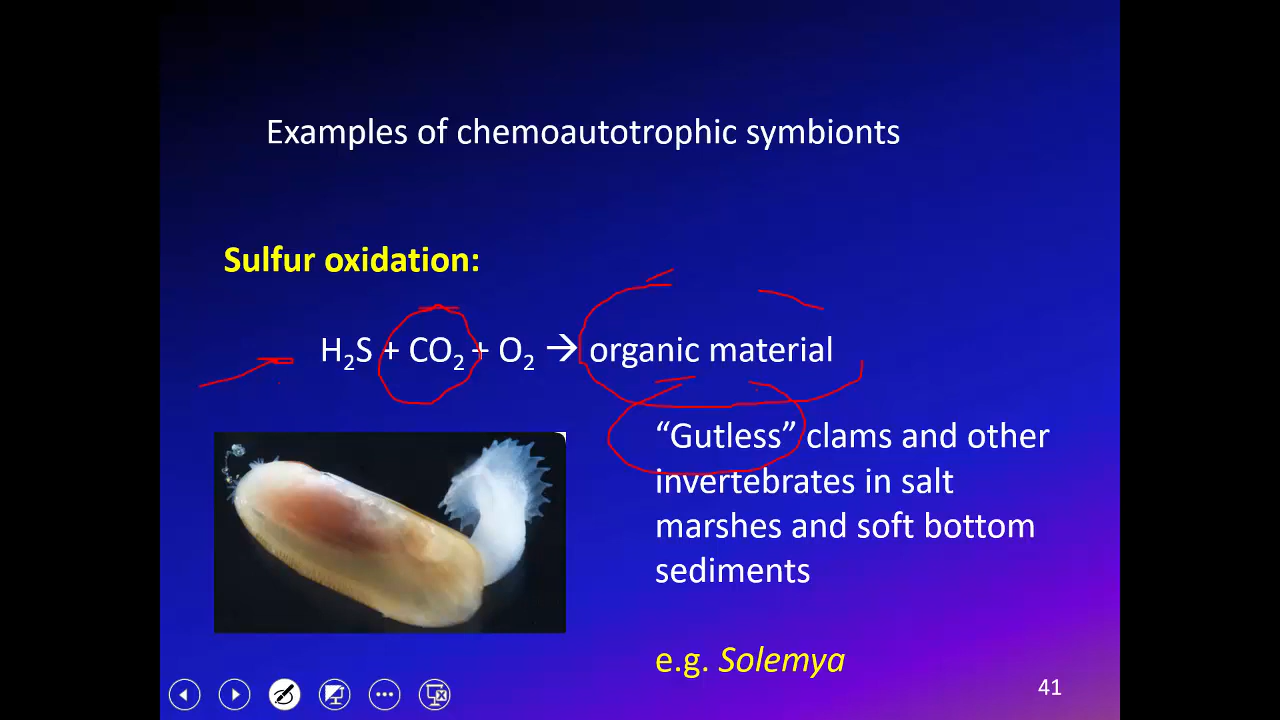 Examples of chemoautotrophic symbionts
Sulfur oxidation:
H₂S + CO₂ + O₂ → organic material
“Gutless” clams and other
invertebrates in salt
marshes and soft bottom
sediments
e.g. Solemya
41